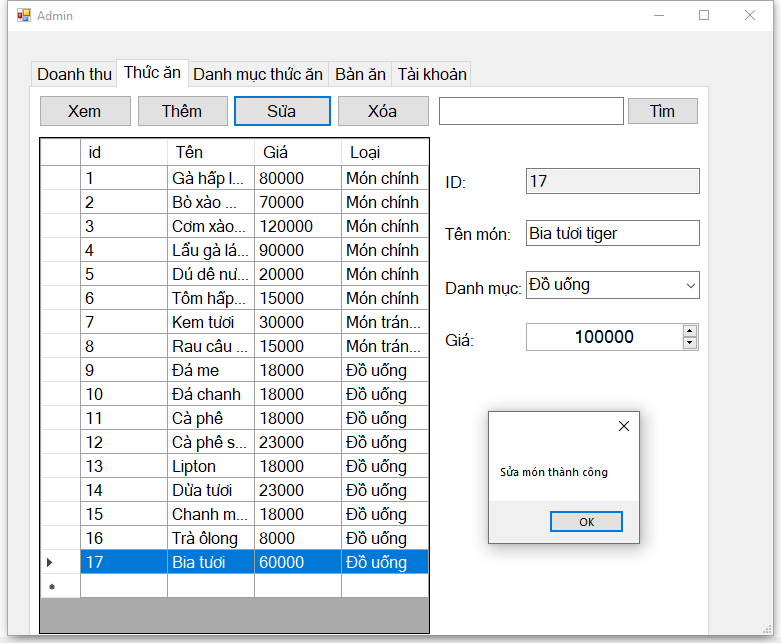 Admin
Doanh thu Thức ăn Danh mục thức ăn Bàn ăn Tài khoản
Xem Thêm Sửa Xóa Tìm
id Tên Giá Loại
1 Gà hấp l... 80000 Món chính
2 Bò xào ... 70000 Món chính
3 Cơm xào... 120000 Món chính
4 Lẩu gà lá... 90000 Món chính
5 Dú dê nư... 20000 Món chính
6 Tôm hấp... 15000 Món chính
7 Kem tươi 30000 Món trán...
8 Rau câu ... 15000 Món trán...
9 Đá me 18000 Đồ uống
10 Đá chanh 18000 Đồ uống
11 Cà phê 18000 Đồ uống
12 Cà phê s... 23000 Đồ uống
13 Lipton 18000 Đồ uống
14 Dừa tươi 23000 Đồ uống
15 Chanh m... 18000 Đồ uống
16 Trà ôlong 8000 Đồ uống
17 Bia tươi 60000 Đồ uống
ID: 17
Tên món: Bia tươi tiger
Danh mục: Đồ uống
Giá: 100000
Sửa món thành công
OK